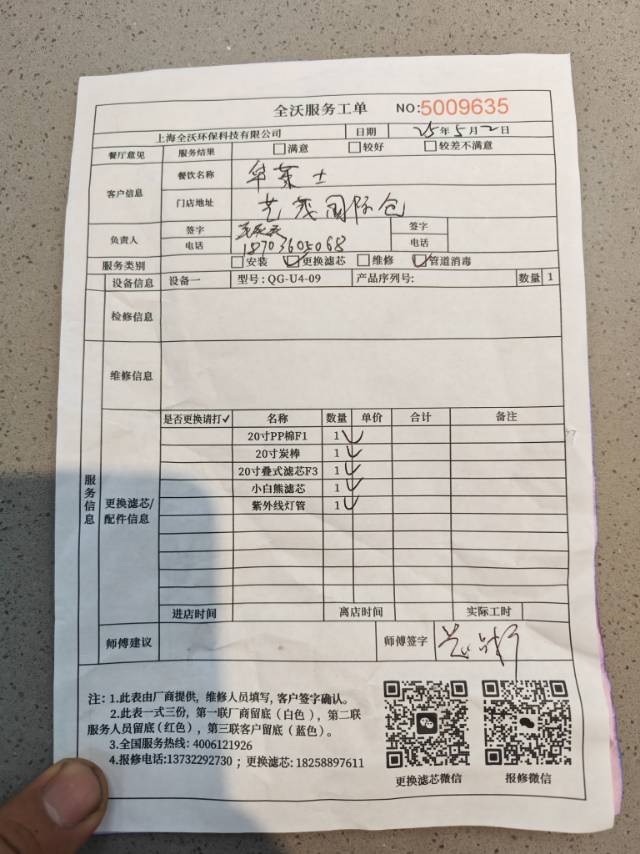 全沃服务工单 NO:5009635
上海全沃环保科技有限公司 日期 25年5月2日
餐厅意见 服务结果 □满意 □较好 □较差不满意
客户信息 餐饮名称 华莱士
门店地址 艺茂国际仓
负责人 签字 签字
电话 18703605068 电话
服务类别 □安装 ☑更换滤芯 □维修 ☑管道消毒
设备信息 设备一 型号: QG-U4-09 产品序列号: 数量 1
检修信息
服务信息
维修信息
更换滤芯/配件信息
是否更换请打✓ 名称 数量 单价 合计 备注
20寸PP棉F1 1 ✓
20寸炭棒 1 ✓
20寸叠式滤芯F3 1 ✓
小白熊滤芯 1 ✓
紫外线灯管 1 ✓
进店时间 离店时间 实际工时
师傅建议 师傅签字
注: 1.此表由厂商提供, 维修人员填写, 客户签字确认。
2.此表一式三份, 第一联厂商留底 (白色), 第二联
服务人员留底(红色), 第三联客户留底 (蓝色)。
3.全国服务热线: 4006121926
4.报修电话:13732292730 ; 更换滤芯: 18258897611
更换滤芯微信 报修微信